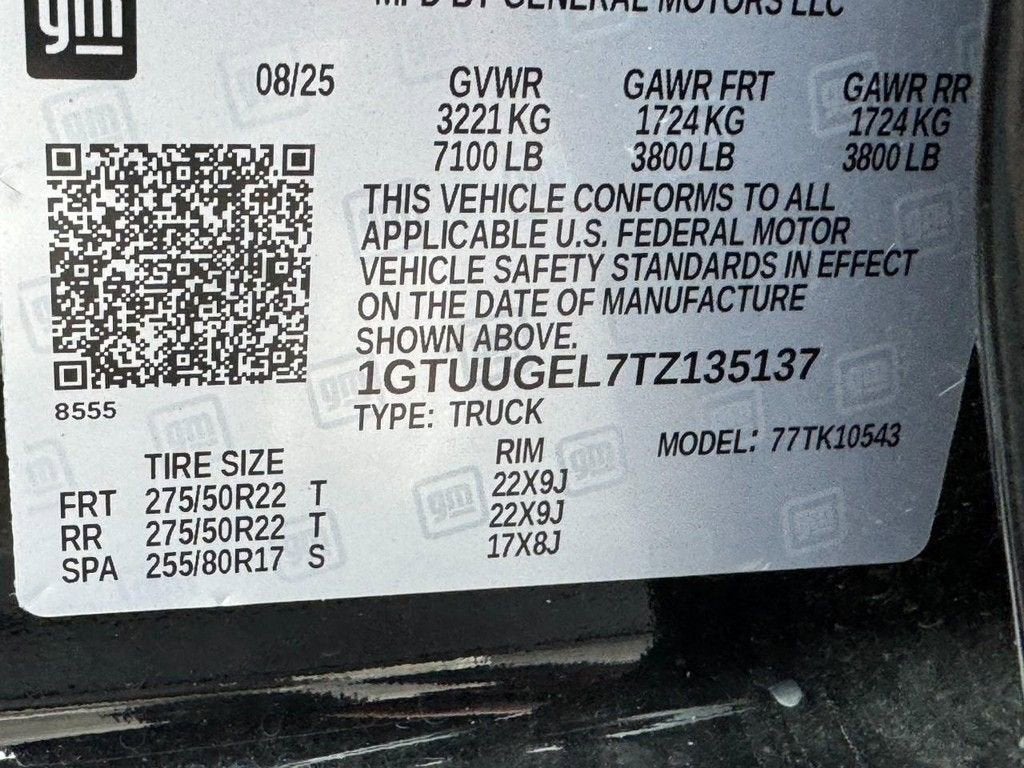 gm
MFD BY GENERAL MOTORS LLC
08/25 GVWR GAWR FRT GAWR RR
3221 KG 1724 KG 1724 KG
7100 LB 3800 LB 3800 LB
THIS VEHICLE CONFORMS TO ALL
APPLICABLE U.S. FEDERAL MOTOR
VEHICLE SAFETY STANDARDS IN EFFECT
ON THE DATE OF MANUFACTURE
SHOWN ABOVE.
1GTUUGEL7TZ135137
8555
TYPE: TRUCK
MODEL: 77TK10543
TIRE SIZE RIM
FRT 275/50R22 T 22X9J
RR 275/50R22 T 22X9J
SPA 255/80R17 S 17X8J